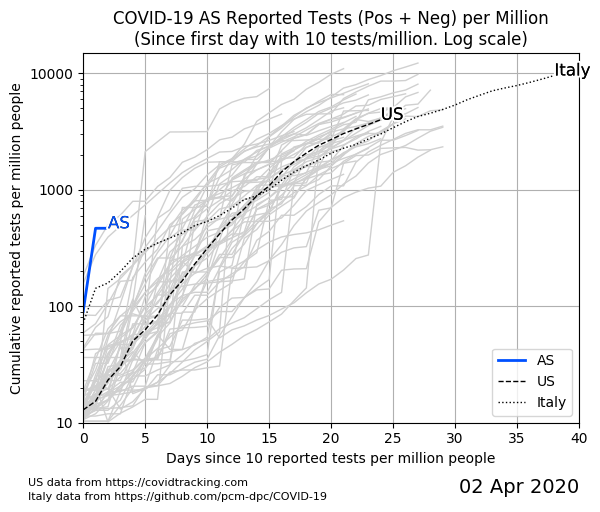 COVID-19 AS Reported Tests (Pos + Neg) per Million
(Since first day with 10 tests/million. Log scale)
Cumulative reported tests per million people
10000
1000
100
10
Italy
US
AS
AS
US
Italy
0 5 10 15 20 25 30 35 40
Days since 10 reported tests per million people
US data from https://covidtracking.com
Italy data from https://github.com/pcm-dpc/COVID-19
02 Apr 2020